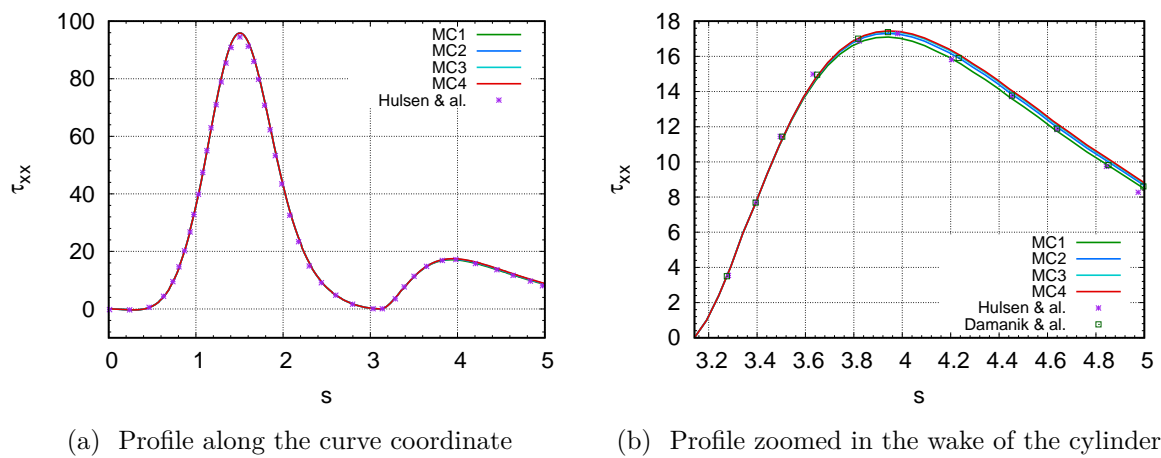 100
80
60
40
20
0
0 1 2 3 4 5
τxx
s
MC1
MC2
MC3
MC4
Hulsen & al.
(a) Profile along the curve coordinate
18
16
14
12
10
8
6
4
2
0
3.2 3.4 3.6 3.8 4 4.2 4.4 4.6 4.8 5
τxx
s
MC1
MC2
MC3
MC4
Hulsen & al.
Damanik & al.
(b) Profile zoomed in the wake of the cylinder